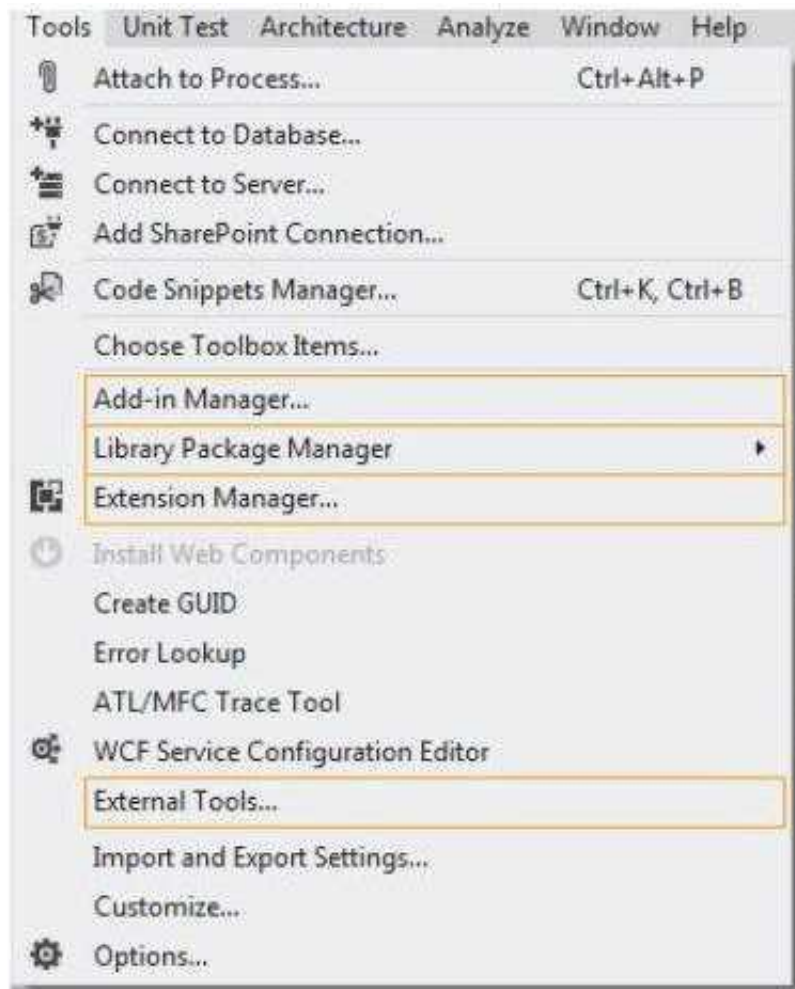 Tools Unit Test Architecture Analyze Window Help
Attach to Process... Ctrl+Alt+P
Connect to Database...
Connect to Server...
Add SharePoint Connection...
Code Snippets Manager... Ctrl+K, Ctrl+B
Choose Toolbox Items...
Add-in Manager...
Library Package Manager
Extension Manager...
Install Web Components
Create GUID
Error Lookup
ATL/MFC Trace Tool
WCF Service Configuration Editor
External Tools...
Import and Export Settings...
Customize...
Options...